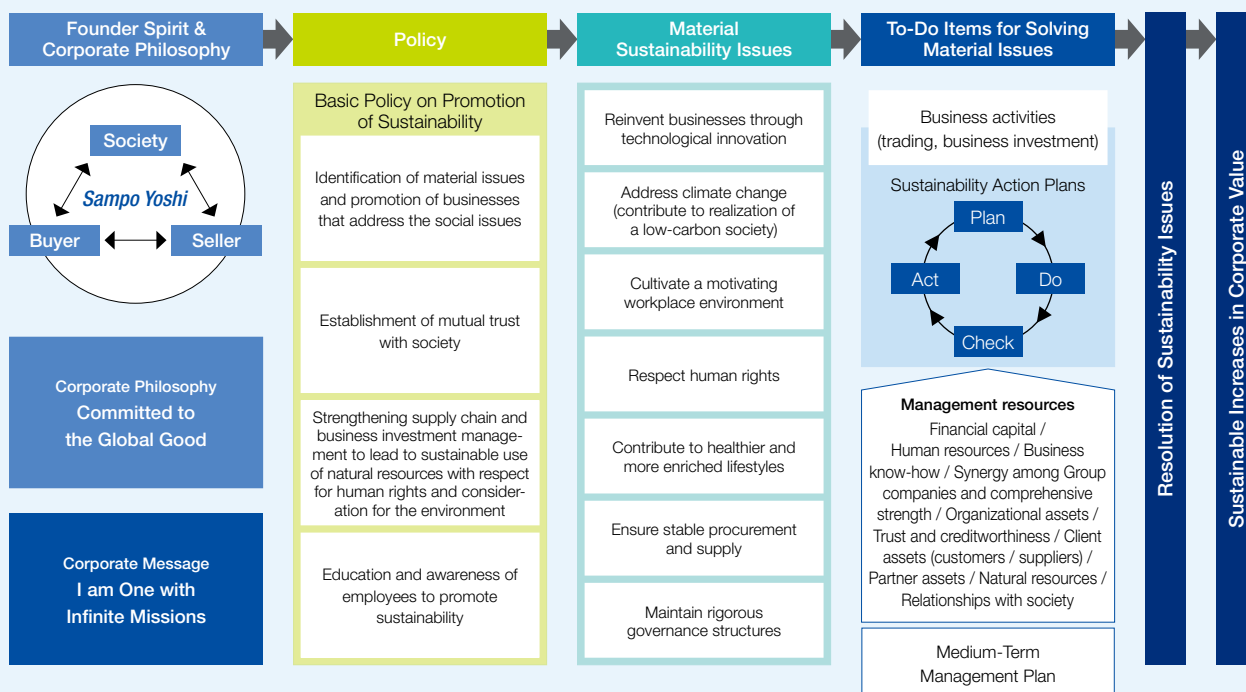 Founder Spirit &
Corporate Philosophy
Society
Sampo Yoshi
Buyer
Seller
Corporate Philosophy
Committed to
the Global Good
Corporate Message
I am One with
Infinite Missions
Policy
Basic Policy on Promotion
of Sustainability
Identification of material issues
and promotion of businesses
that address the social issues
Establishment of mutual trust
with society
Strengthening supply chain and
business investment manage-
ment to lead to sustainable use
of natural resources with respect
for human rights and consider-
ation for the environment
Education and awareness of
employees to promote
sustainability
Material
Sustainability Issues
Reinvent businesses through
technological innovation
Address climate change
(contribute to realization of
a low-carbon society)
Cultivate a motivating
workplace environment
Respect human rights
Contribute to healthier and
more enriched lifestyles
Ensure stable procurement
and supply
Maintain rigorous
governance structures
To-Do Items for Solving
Material Issues
Business activities
(trading, business investment)
Sustainability Action Plans
Plan
Act
Do
Check
Management resources
Financial capital /
Human resources / Business
know-how / Synergy among Group
companies and comprehensive
strength / Organizational assets /
Trust and creditworthiness / Client
assets (customers / suppliers) /
Partner assets / Natural resources /
Relationships with society
Medium-Term
Management Plan
Resolution of Sustainability Issues
Sustainable Increases in Corporate Value